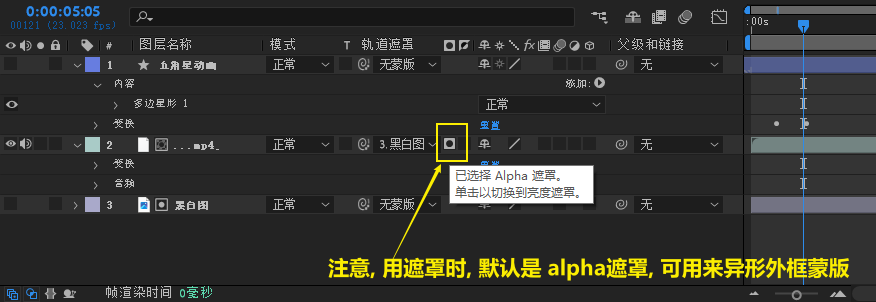 0:00:05:05
00121 (23.023 fps)
:00s
# 图层名称 模式 T 轨道遮罩 fx 父级和链接
1 五角星动画 正常 无蒙版 无
内容 添加:
多边星形 1 正常
变换 重置
2 ...mp4_ 正常 3.黑白图 无
变换 重置
音频
已选择 Alpha 遮罩。
单击以切换到亮度遮罩。
3 黑白图 正常 无蒙版 无
注意, 用遮罩时, 默认是 alpha遮罩, 可用来异形外框蒙版
帧渲染时间 0毫秒